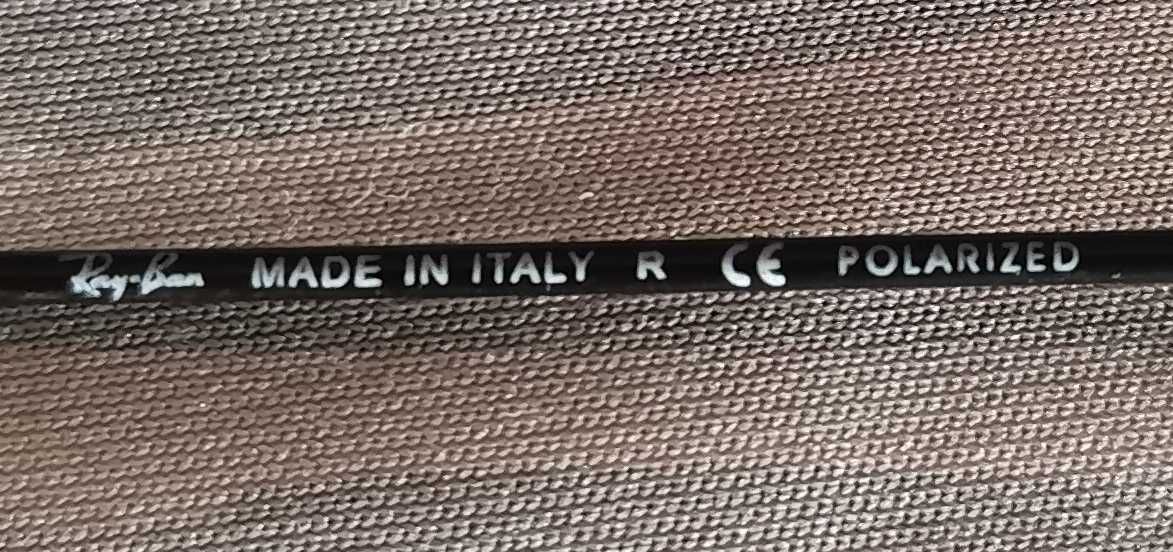 Ray-Ban MADE IN ITALY R CE POLARIZED